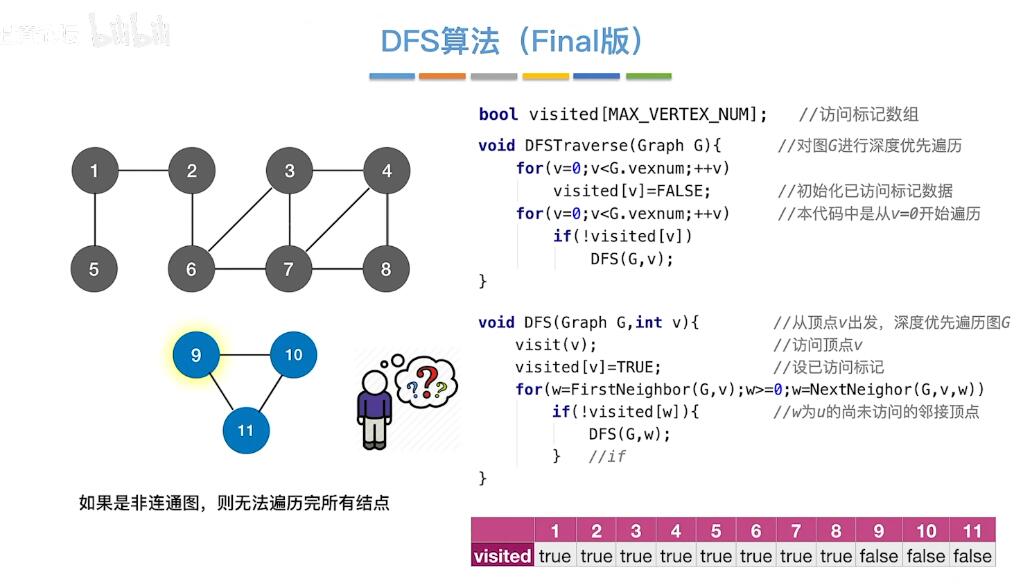 bilibili
DFS算法（Final版）
bool visited[MAX_VERTEX_NUM]; //访问标记数组
void DFSTraverse(Graph G){ //对图G进行深度优先遍历
for(v=0;v<G.vexnum;++v)
visited[v]=FALSE; //初始化已访问标记数据
for(v=0;v<G.vexnum;++v) //本代码中是从v=0开始遍历
if(!visited[v])
DFS(G,v);
}
void DFS(Graph G,int v){ //从顶点v出发，深度优先遍历图G
visit(v); //访问顶点v
visited[v]=TRUE; //设已访问标记
for(w=FirstNeighbor(G,v);w>=0;w=NextNeighor(G,v,w))
if(!visited[w]){ //w为u的尚未访问的邻接顶点
DFS(G,w);
} //if
}
1 2 3 4
5 6 7 8
9 10
11
? ? ?
如果是非连通图，则无法遍历完所有结点
1 2 3 4 5 6 7 8 9 10 11
visited true true true true true true true true false false false